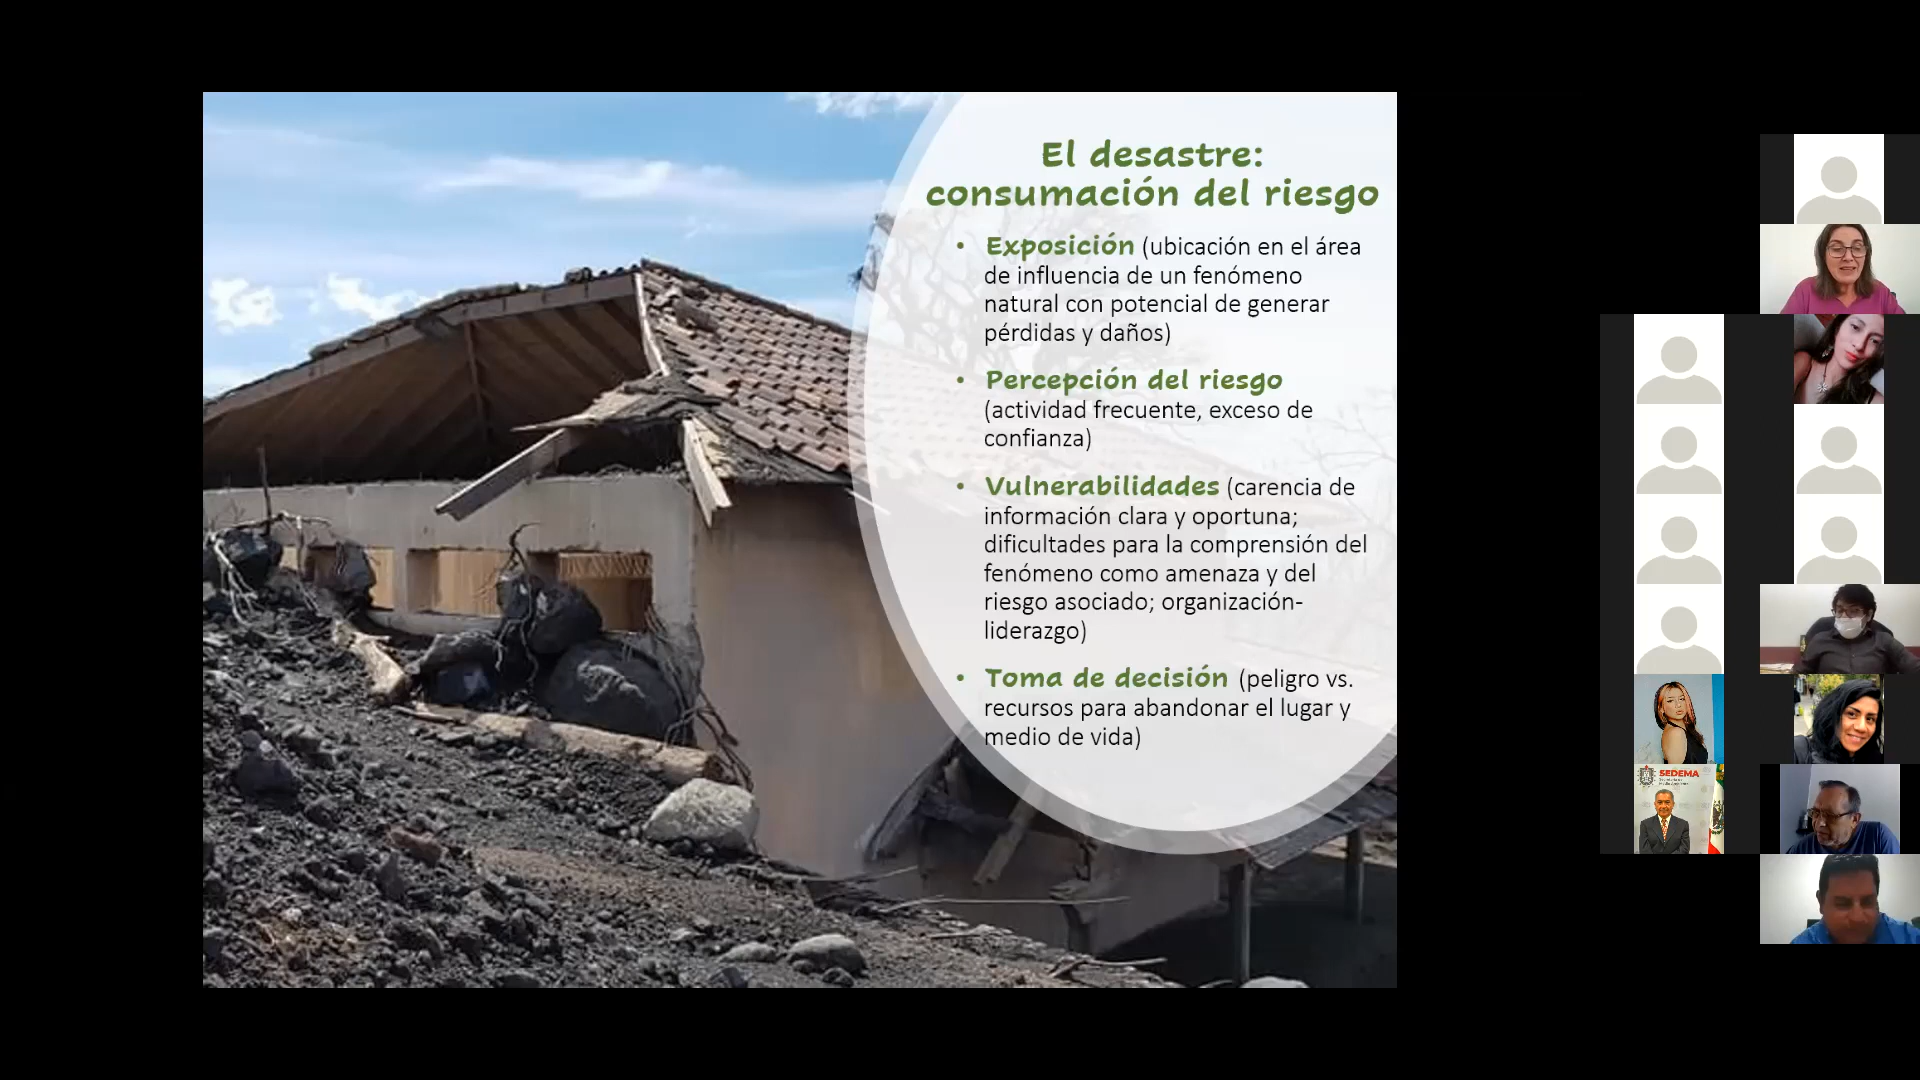 El desastre:
consumación del riesgo
• Exposición (ubicación en el área
de influencia de un fenómeno
natural con potencial de generar
pérdidas y daños)
• Percepción del riesgo
(actividad frecuente, exceso de
confianza)
• Vulnerabilidades (carencia de
información clara y oportuna;
dificultades para la comprensión del
fenómeno como amenaza y del
riesgo asociado; organización-
liderazgo)
• Toma de decisión (peligro vs.
recursos para abandonar el lugar y
medio de vida)
SEDEMA